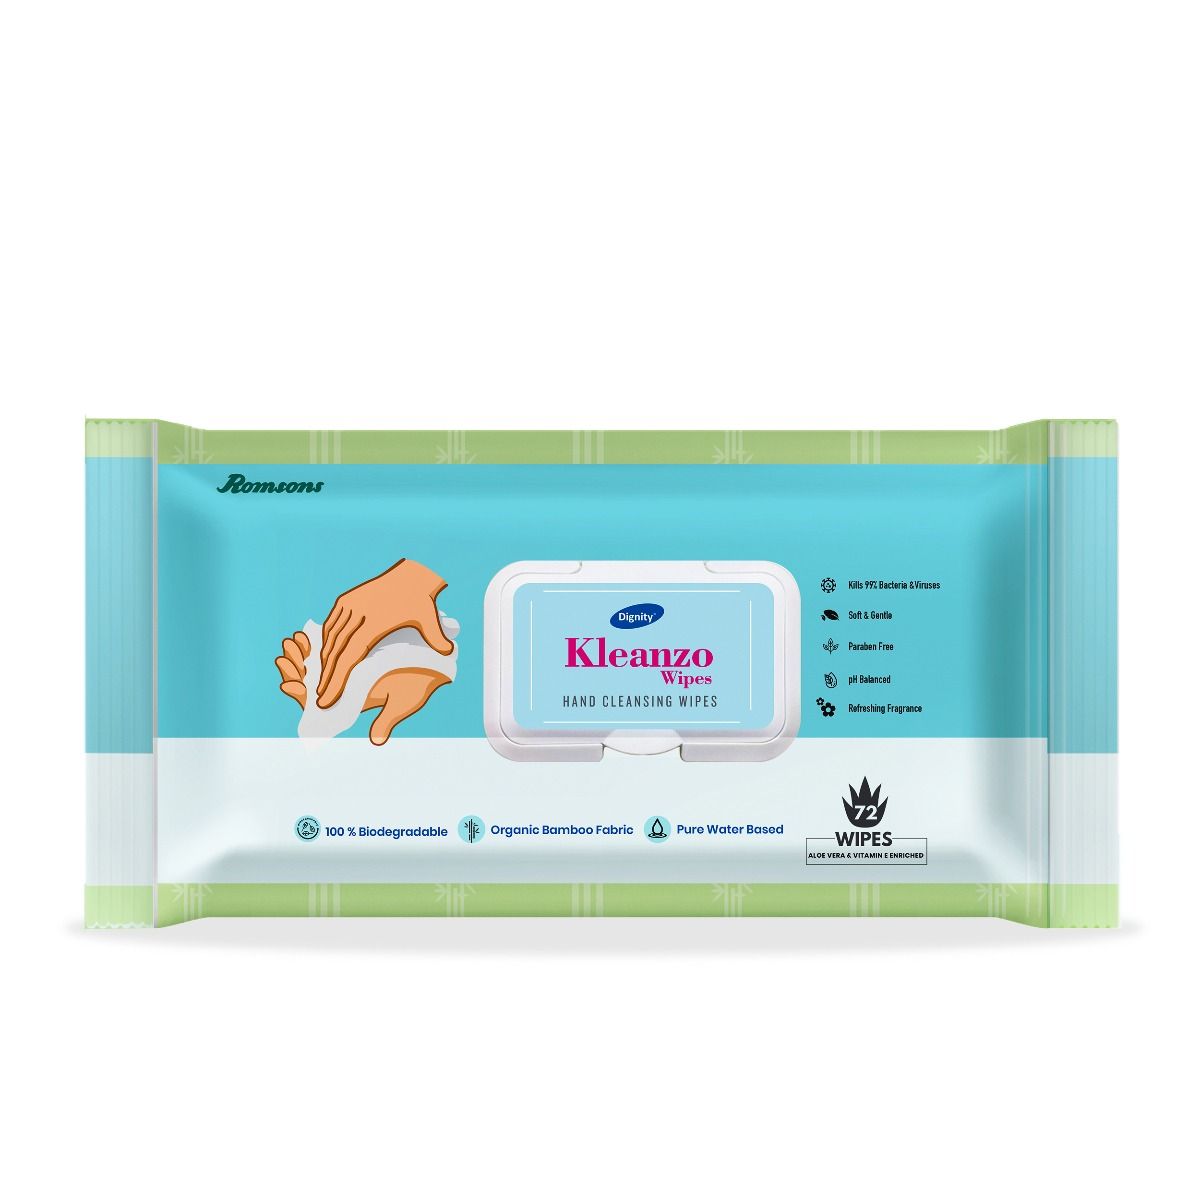 Romsons
Dignity
Kleanzo
Wipes
HAND CLEANSING WIPES
Kills 99% Bacteria & Viruses
Soft & Gentle
Paraben Free
pH Balanced
Refreshing Fragrance
100 % Biodegradable
Organic Bamboo Fabric
Pure Water Based
72
WIPES
ALOE VERA & VITAMIN E ENRICHED